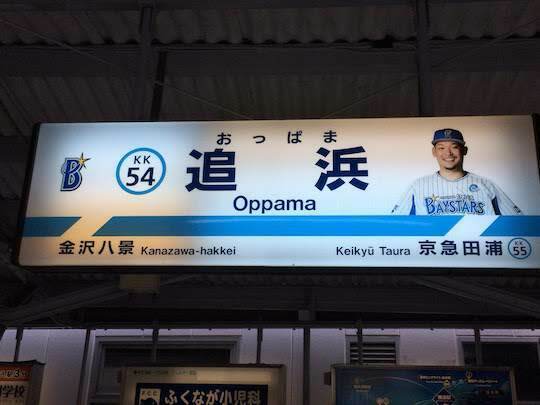 おっぱま
B
KK
54
追浜
Oppama
BAYSTARS
金沢八景 Kanazawa-hakkei
Keikyū Taura 京急田浦
KK
55
ふくなが小児科